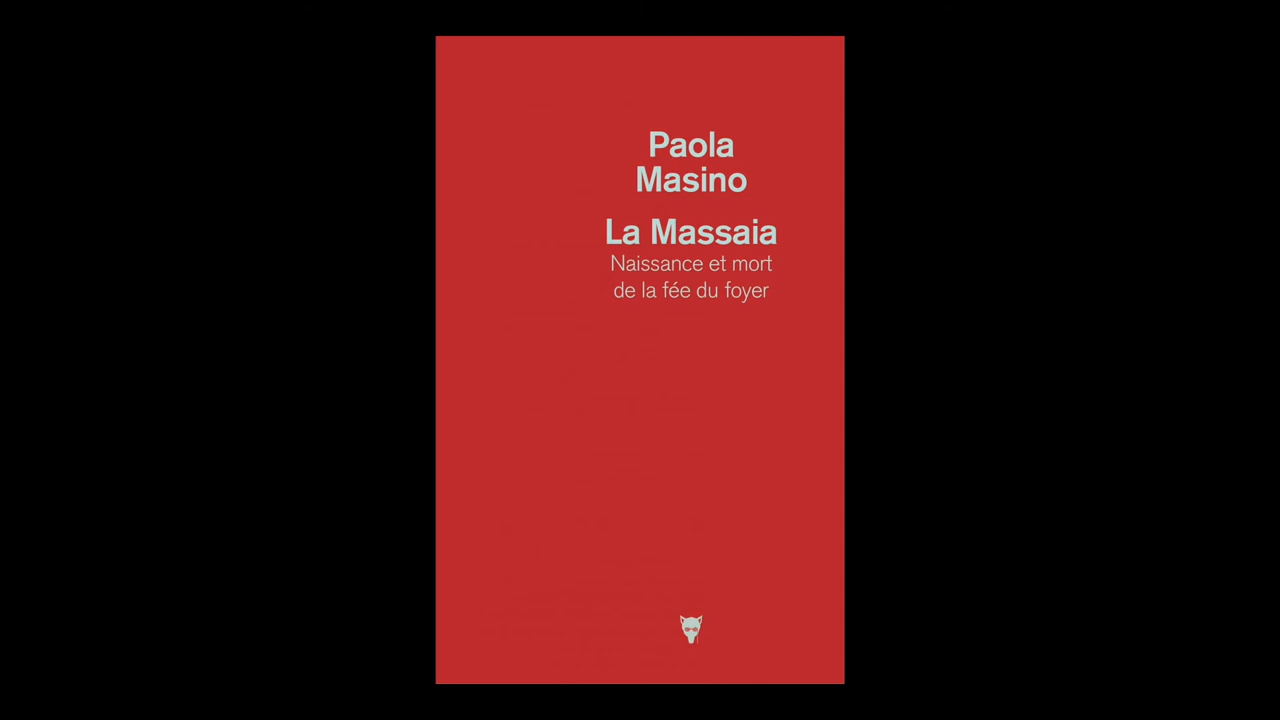 Paola
Masino
La Massaia
Naissance et mort
de la fée du foyer